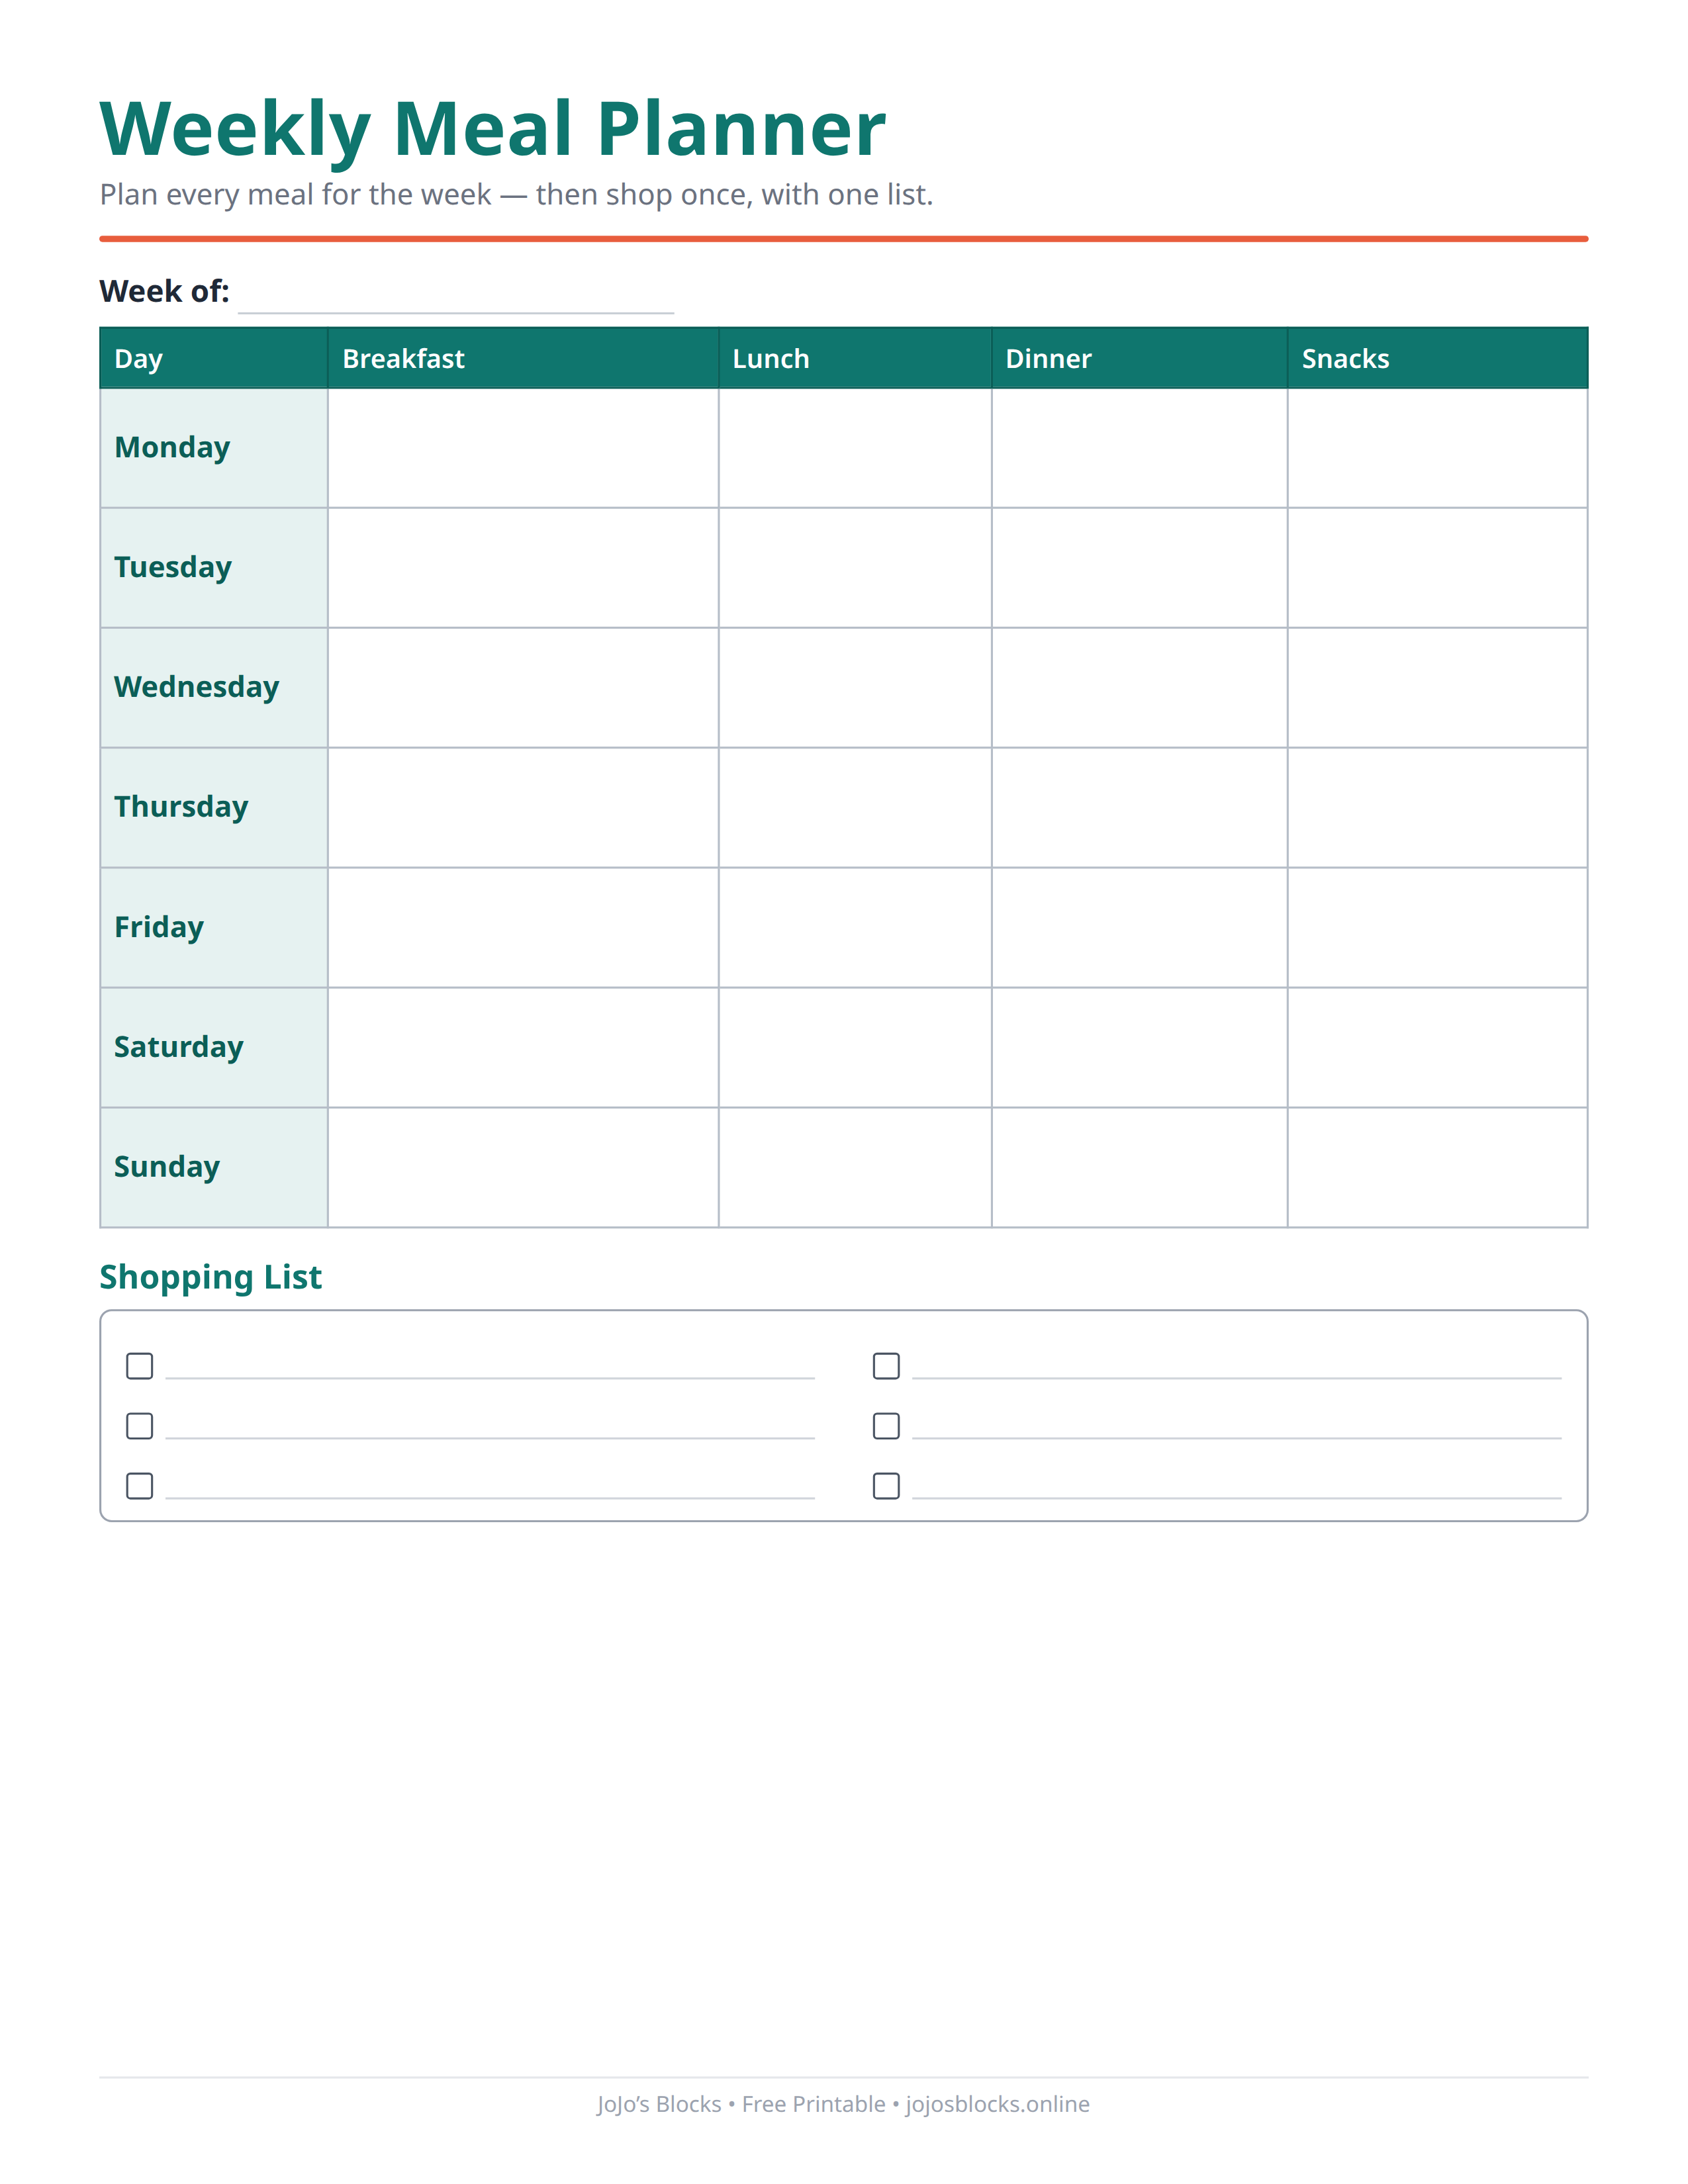 Weekly Meal Planner
Plan every meal for the week — then shop once, with one list.
Week of:
Day Breakfast Lunch Dinner Snacks
Monday
Tuesday
Wednesday
Thursday
Friday
Saturday
Sunday
Shopping List
JoJo’s Blocks • Free Printable • jojosblocks.online